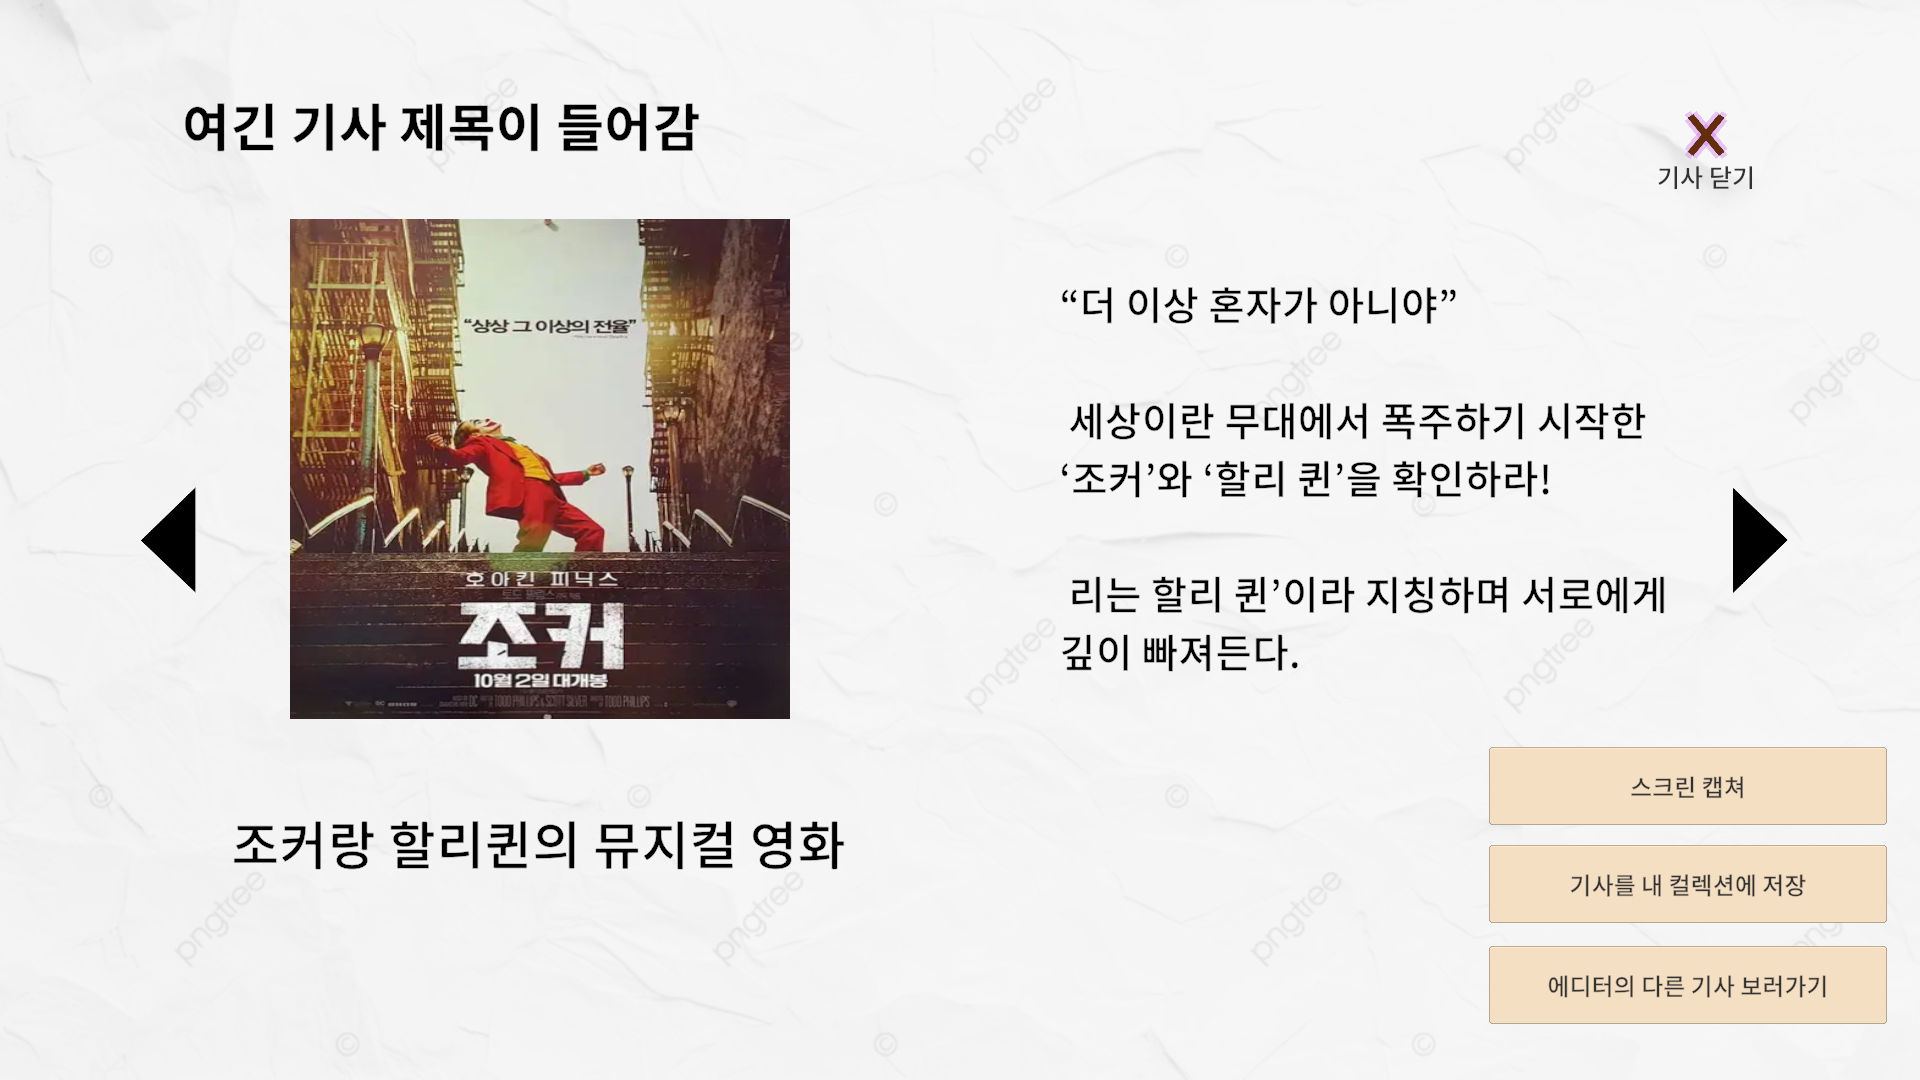 여긴 기사 제목이 들어감
기사 닫기
“상상 그 이상의 전율”
호아킨 피닉스
조커
10월 2일 대개봉
TODD PHILLIPS & SCOTT SILVER
TODD PHILLIPS
조커랑 할리퀸의 뮤지컬 영화
“더 이상 혼자가 아니야”
세상이란 무대에서 폭주하기 시작한
‘조커’와 ‘할리 퀸’을 확인하라!
리는 할리 퀸’이라 지칭하며 서로에게
깊이 빠져든다.
스크린 캡쳐
기사를 내 컬렉션에 저장
에디터의 다른 기사 보러가기
pngtree